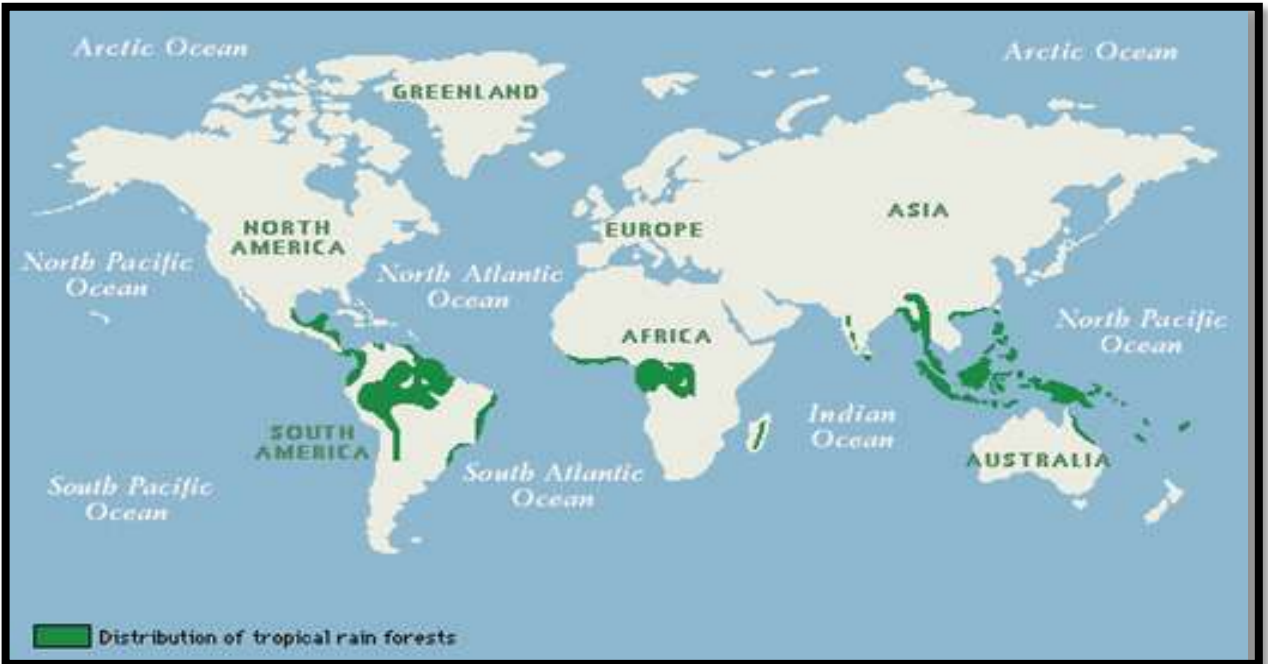 Arctic Ocean
Arctic Ocean
GREENLAND
NORTH
AMERICA
EUROPE
ASIA
North Pacific
Ocean
North Atlantic
Ocean
AFRICA
North Pacific
Ocean
SOUTH
AMERICA
Indian
Ocean
AUSTRALIA
South Pacific
Ocean
South Atlantic
Ocean
Distribution of tropical rain forests